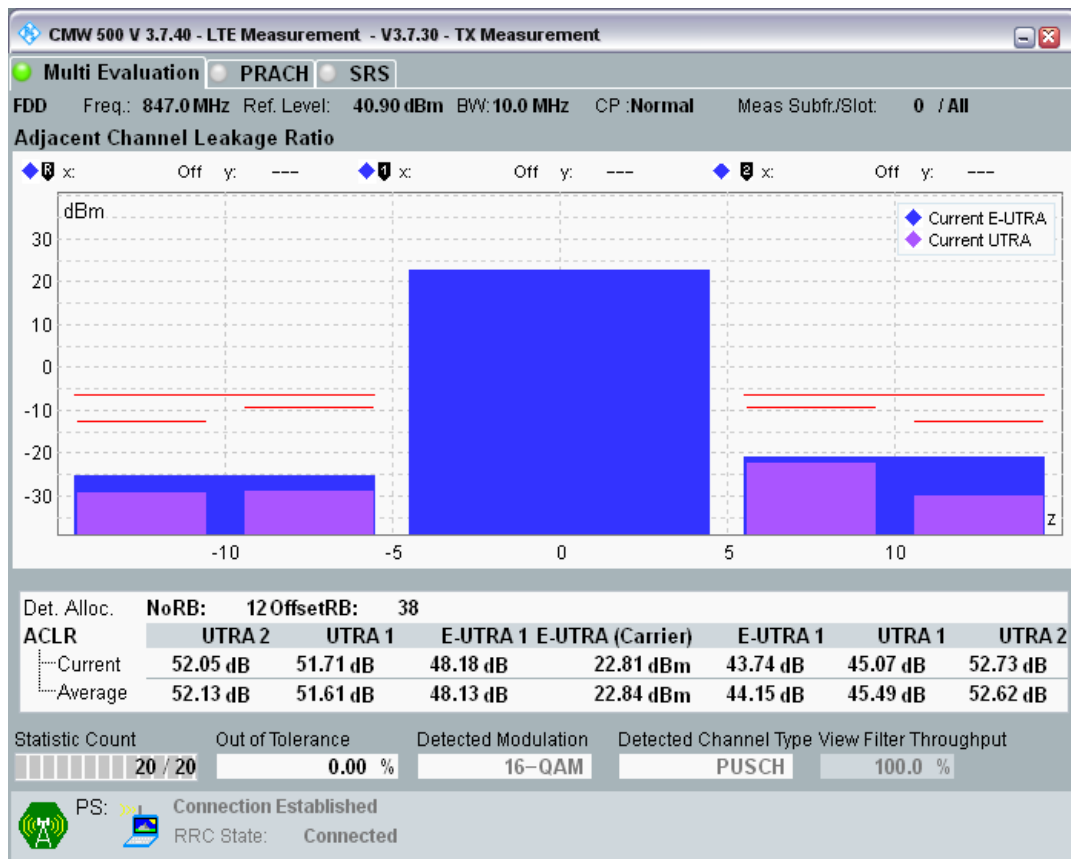 CMW 500 V 3.7.40 - LTE Measurement - V3.7.30 - TX Measurement
Multi Evaluation PRACH SRS
FDD Freq.: 847.0 MHz Ref. Level: 40.90 dBm BW: 10.0 MHz CP :Normal Meas Subfr./Slot: 0 / All
Adjacent Channel Leakage Ratio
R x: Off y: --- 1 x: Off y: --- 2 x: Off y: ---
dBm
Current E-UTRA
Current UTRA
30
20
10
0
-10
-20
-30
z
-10 -5 0 5 10
Det. Alloc. NoRB: 12 OffsetRB: 38
ACLR UTRA 2 UTRA 1 E-UTRA 1 E-UTRA (Carrier) E-UTRA 1 UTRA 1 UTRA 2
Current 52.05 dB 51.71 dB 48.18 dB 22.81 dBm 43.74 dB 45.07 dB 52.73 dB
Average 52.13 dB 51.61 dB 48.13 dB 22.84 dBm 44.15 dB 45.49 dB 52.62 dB
Statistic Count Out of Tolerance Detected Modulation Detected Channel Type View Filter Throughput
20 / 20 0.00 % 16-QAM PUSCH 100.0 %
PS: Connection Established
RRC State: Connected